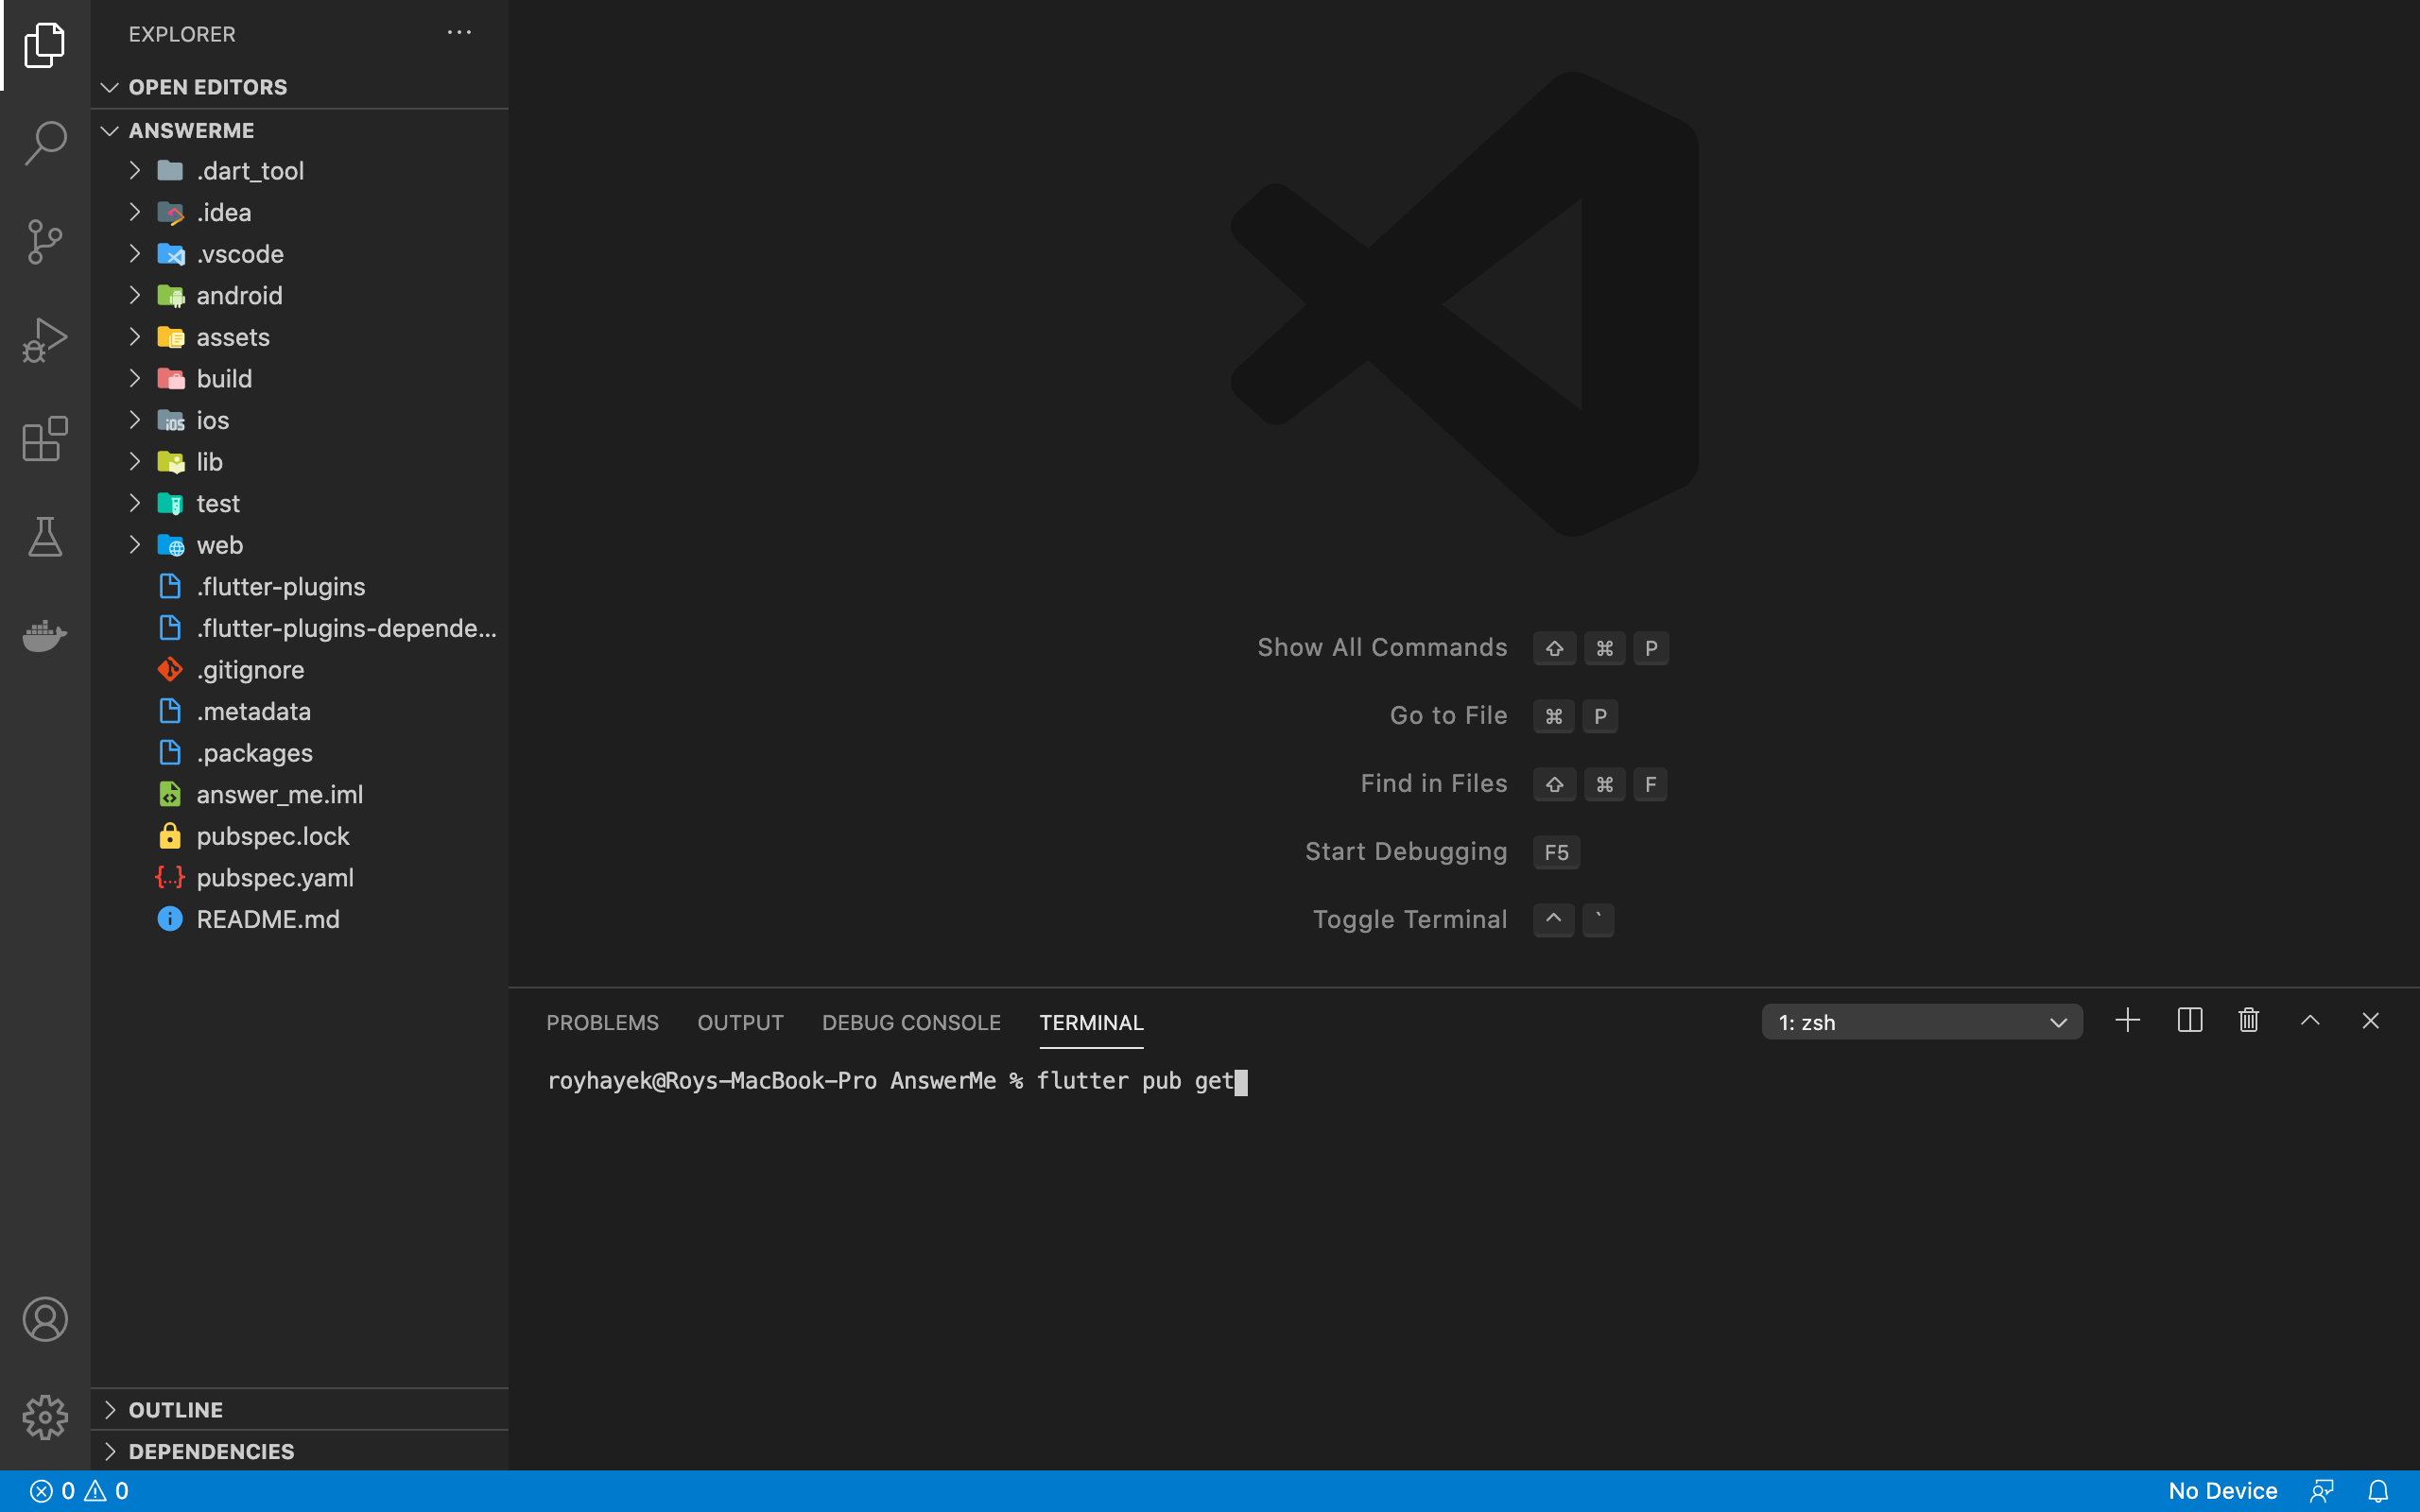 EXPLORER
OPEN EDITORS
ANSWERME
.dart_tool
.idea
.vscode
android
assets
build
ios
lib
test
web
.flutter-plugins
.flutter-plugins-depende...
.gitignore
.metadata
.packages
answer_me.iml
pubspec.lock
pubspec.yaml
README.md
OUTLINE
DEPENDENCIES
Show All Commands ⇧ ⌘ P
Go to File ⌘ P
Find in Files ⇧ ⌘ F
Start Debugging F5
Toggle Terminal ^ `
PROBLEMS OUTPUT DEBUG CONSOLE TERMINAL 1: zsh
royhayek@Roys-MacBook-Pro AnswerMe % flutter pub get
0 0 No Device